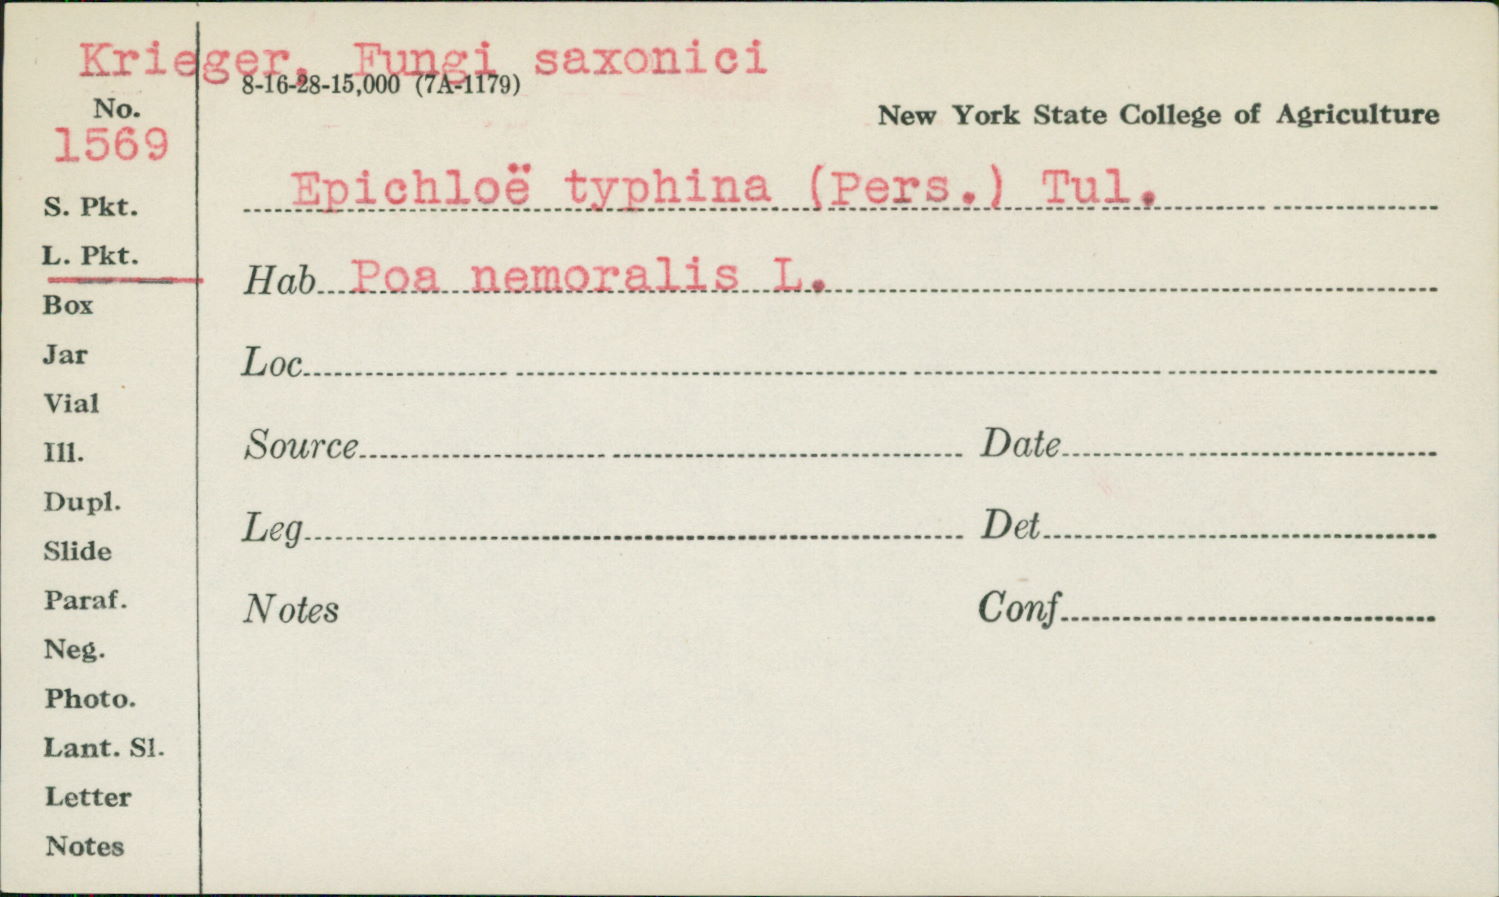 Krieger, Fungi saxonici
8-16-28-15,000 (7A-1179)
No.
New York State College of Agriculture
1569
Epichloë typhina (Pers.) Tul.
S. Pkt.
L. Pkt.
Hab Poa nemoralis L.
Box
Jar
Loc
Vial
Ill.
Source Date
Dupl.
Slide
Leg Det
Paraf.
Notes Conf
Neg.
Photo.
Lant. Sl.
Letter
Notes